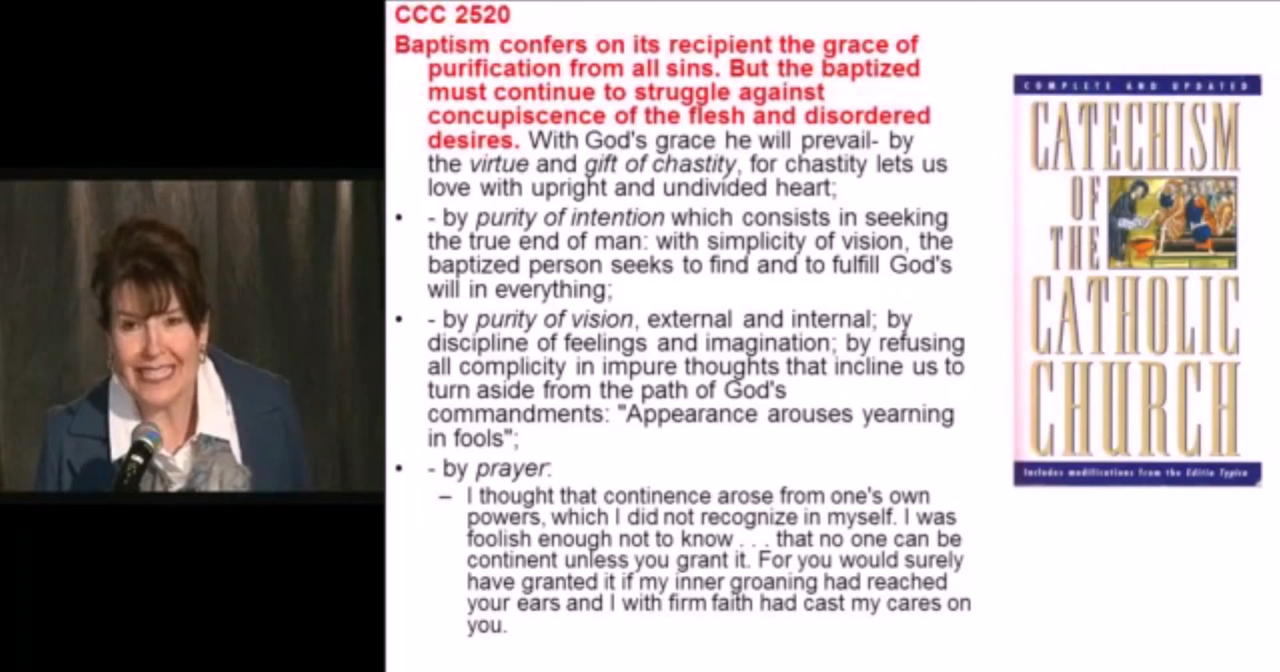 CCC 2520
Baptism confers on its recipient the grace of
purification from all sins. But the baptized
must continue to struggle against
concupiscence of the flesh and disordered
desires. With God's grace he will prevail- by
the virtue and gift of chastity, for chastity lets us
love with upright and undivided heart;
• - by purity of intention which consists in seeking
the true end of man: with simplicity of vision, the
baptized person seeks to find and to fulfill God's
will in everything;
• - by purity of vision, external and internal; by
discipline of feelings and imagination; by refusing
all complicity in impure thoughts that incline us to
turn aside from the path of God's
commandments: "Appearance arouses yearning
in fools";
• - by prayer:
– I thought that continence arose from one's own
powers, which I did not recognize in myself. I was
foolish enough not to know . . . that no one can be
continent unless you grant it. For you would surely
have granted it if my inner groaning had reached
your ears and I with firm faith had cast my cares on
you.
COMPLETE AND UPDATED
CATECHISM
OF
THE
CATHOLIC
CHURCH
Includes modifications from the Editio Typica